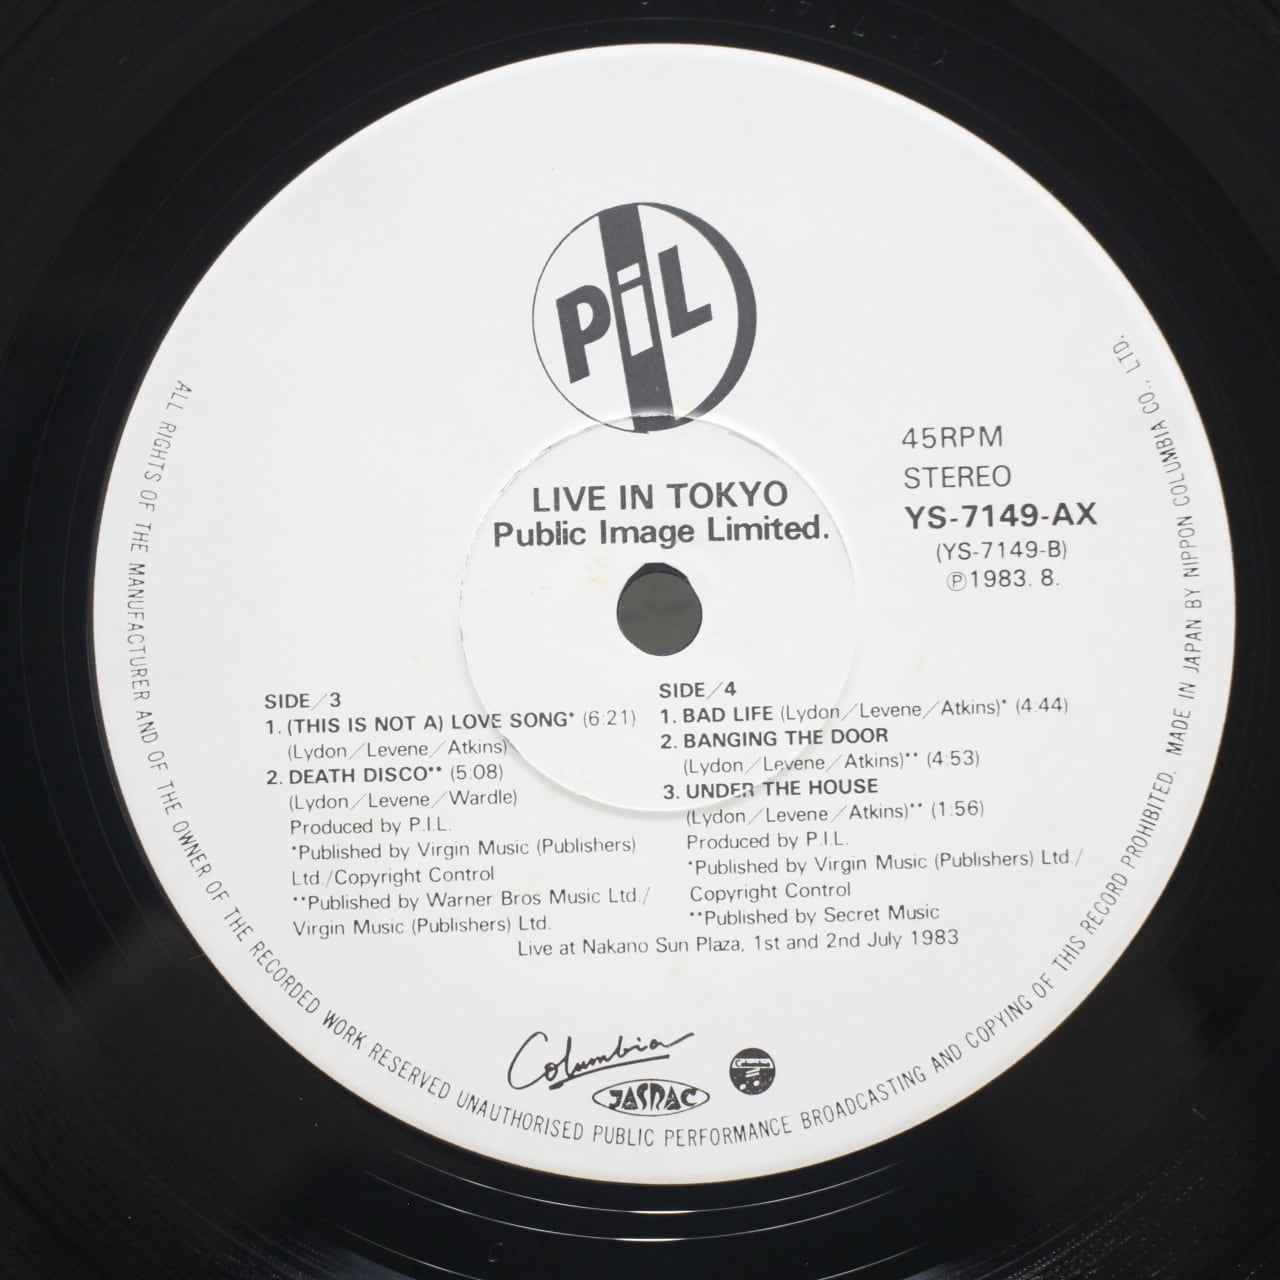 PiL
LIVE IN TOKYO
Public Image Limited.
45RPM
STEREO
YS-7149-AX
(YS-7149-B)
Ⓟ1983. 8.
SIDE/3
1. (THIS IS NOT A) LOVE SONG* (6:21)
(Lydon/Levene/Atkins)
2. DEATH DISCO** (5:08)
(Lydon/Levene/Wardle)
Produced by P.I.L.
*Published by Virgin Music (Publishers)
Ltd./Copyright Control
**Published by Warner Bros Music Ltd./
Virgin Music (Publishers) Ltd.
SIDE/4
1. BAD LIFE (Lydon/Levene/Atkins)* (4:44)
2. BANGING THE DOOR
(Lydon/Levene/Atkins)** (4:53)
3. UNDER THE HOUSE
(Lydon/Levene/Atkins)** (1:56)
Produced by P.I.L.
*Published by Virgin Music (Publishers) Ltd./
Copyright Control
**Published by Secret Music
Live at Nakano Sun Plaza, 1st and 2nd July 1983
Columbia
JASRAC
Columbia
ALL RIGHTS OF THE MANUFACTURER AND OF THE OWNER OF THE RECORDED WORK RESERVED UNAUTHORISED PUBLIC PERFORMANCE BROADCASTING AND COPYING OF THIS RECORD PROHIBITED. MADE IN JAPAN BY NIPPON COLUMBIA CO., LTD.